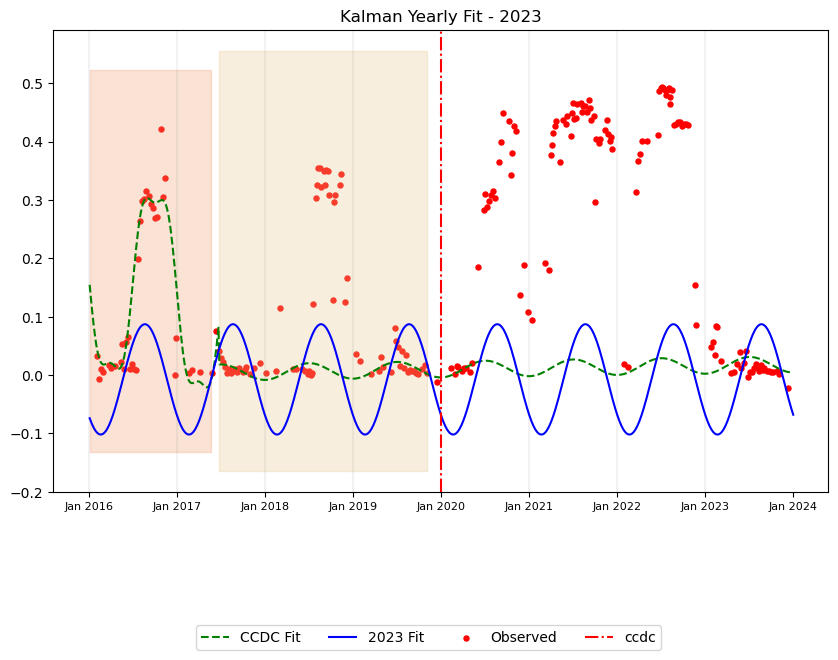 Kalman Yearly Fit - 2023
0.5
0.4
0.3
0.2
0.1
0.0
−0.1
−0.2
Jan 2016 Jan 2017 Jan 2018 Jan 2019 Jan 2020 Jan 2021 Jan 2022 Jan 2023 Jan 2024
CCDC Fit 2023 Fit Observed ccdc